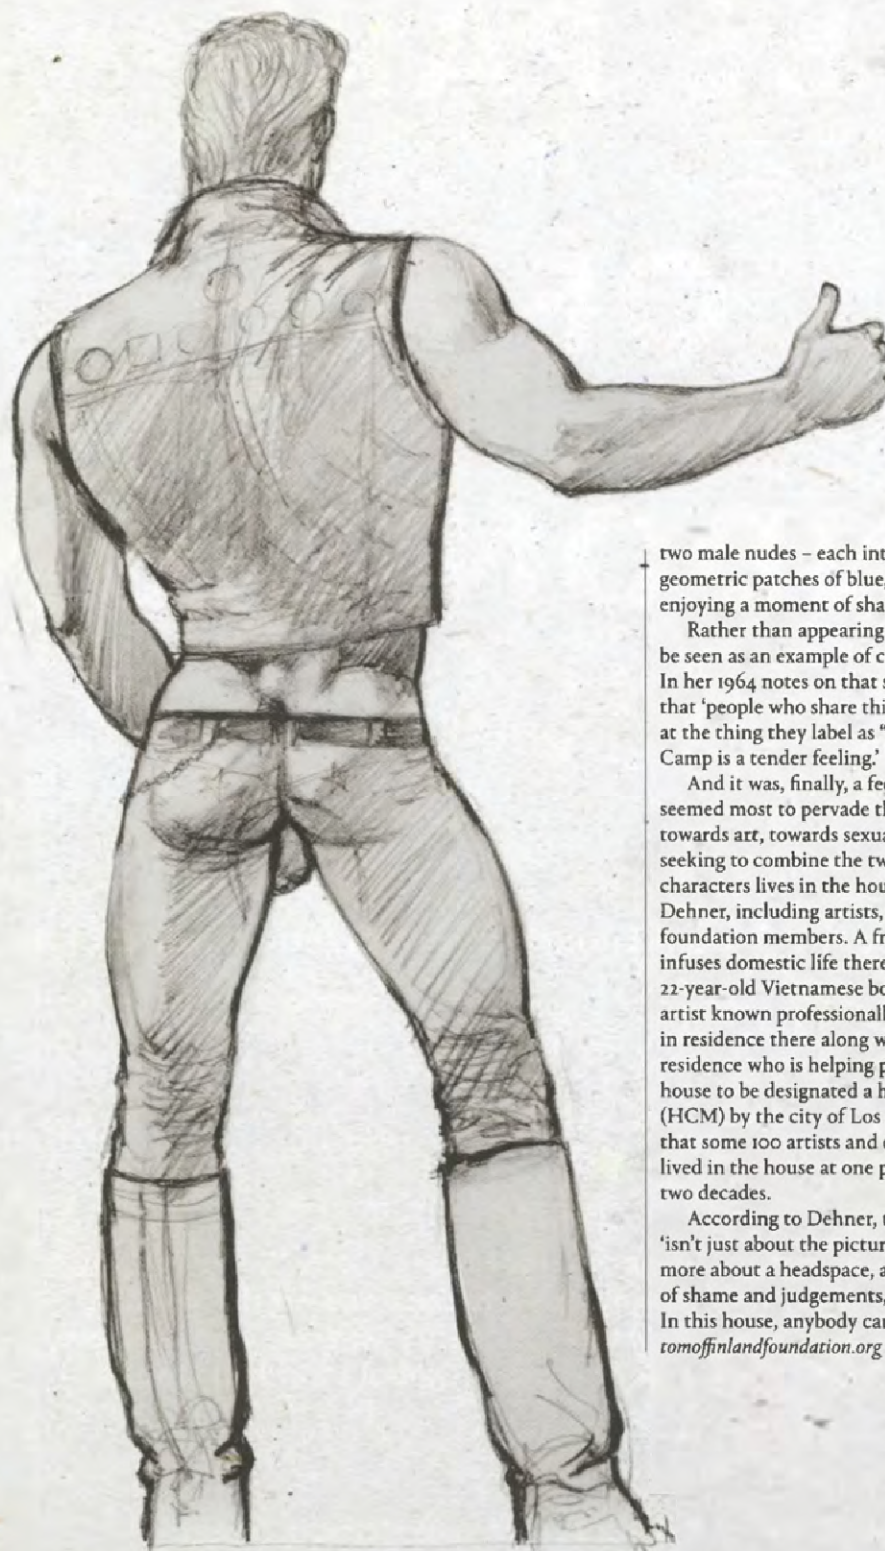 two male nudes – each int
geometric patches of blue,
enjoying a moment of sha
Rather than appearing
be seen as an example of c
In her 1964 notes on that s
that ‘people who share thi
at the thing they label as “
Camp is a tender feeling.’
And it was, finally, a fee
seemed most to pervade th
towards art, towards sexua
seeking to combine the tw
characters lives in the hou
Dehner, including artists,
foundation members. A fr
infuses domestic life there
22-year-old Vietnamese bo
artist known professionall
in residence there along w
residence who is helping p
house to be designated a h
(HCM) by the city of Los
that some 100 artists and c
lived in the house at one p
two decades.
According to Dehner, t
‘isn’t just about the pictur
more about a headspace, a
of shame and judgements,
In this house, anybody can
tomoffinlandfoundation.org